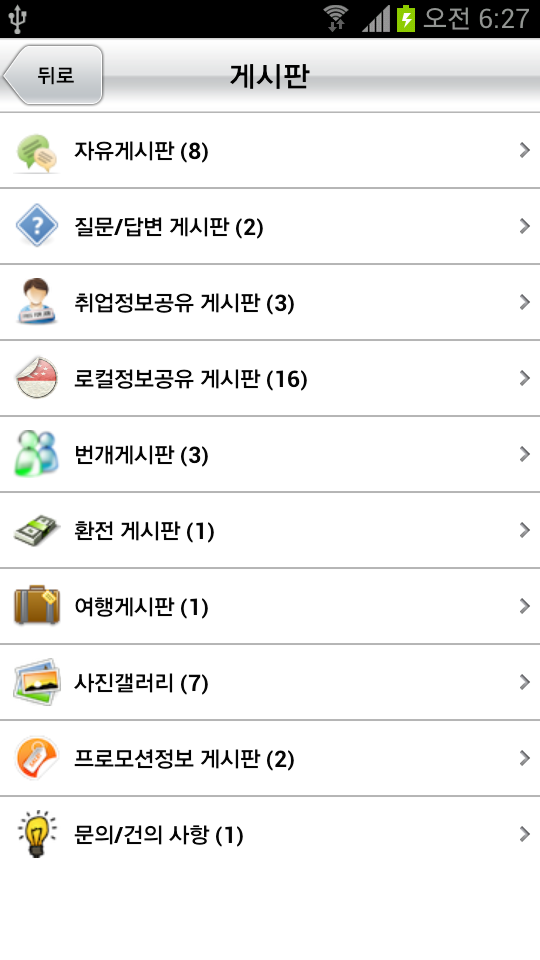 오전 6:27
뒤로
게시판
자유게시판 (8)
질문/답변 게시판 (2)
취업정보공유 게시판 (3)
로컬정보공유 게시판 (16)
번개게시판 (3)
환전 게시판 (1)
여행게시판 (1)
사진갤러리 (7)
프로모션정보 게시판 (2)
문의/건의 사항 (1)